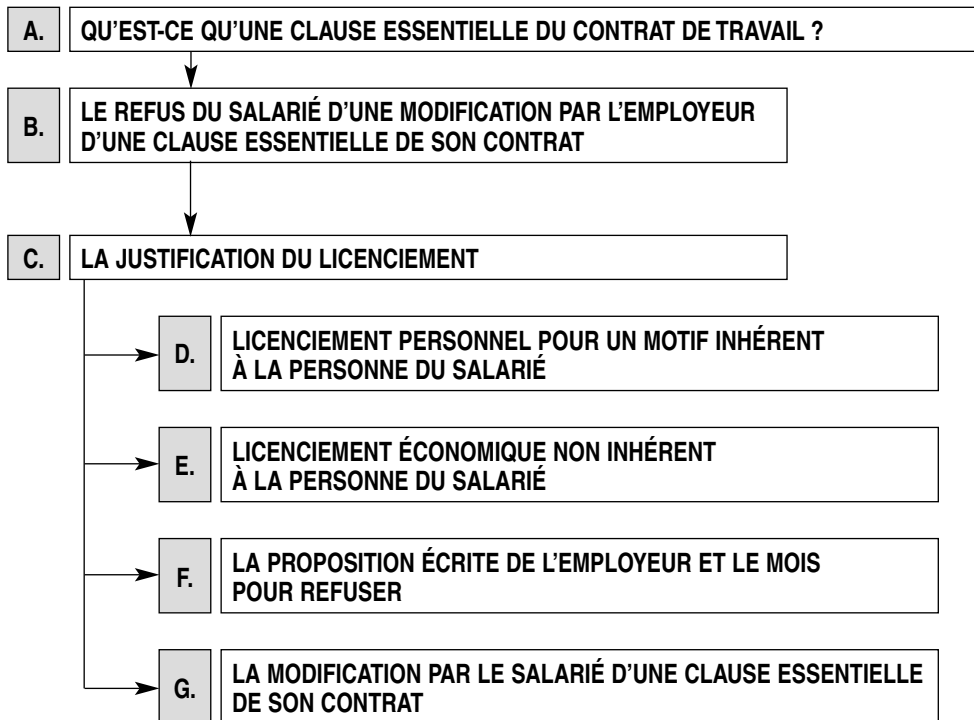 A. QU’EST-CE QU’UNE CLAUSE ESSENTIELLE DU CONTRAT DE TRAVAIL ?
B. LE REFUS DU SALARIÉ D’UNE MODIFICATION PAR L’EMPLOYEUR
D’UNE CLAUSE ESSENTIELLE DE SON CONTRAT
C. LA JUSTIFICATION DU LICENCIEMENT
D. LICENCIEMENT PERSONNEL POUR UN MOTIF INHÉRENT
À LA PERSONNE DU SALARIÉ
E. LICENCIEMENT ÉCONOMIQUE NON INHÉRENT
À LA PERSONNE DU SALARIÉ
F. LA PROPOSITION ÉCRITE DE L’EMPLOYEUR ET LE MOIS
POUR REFUSER
G. LA MODIFICATION PAR LE SALARIÉ D’UNE CLAUSE ESSENTIELLE
DE SON CONTRAT